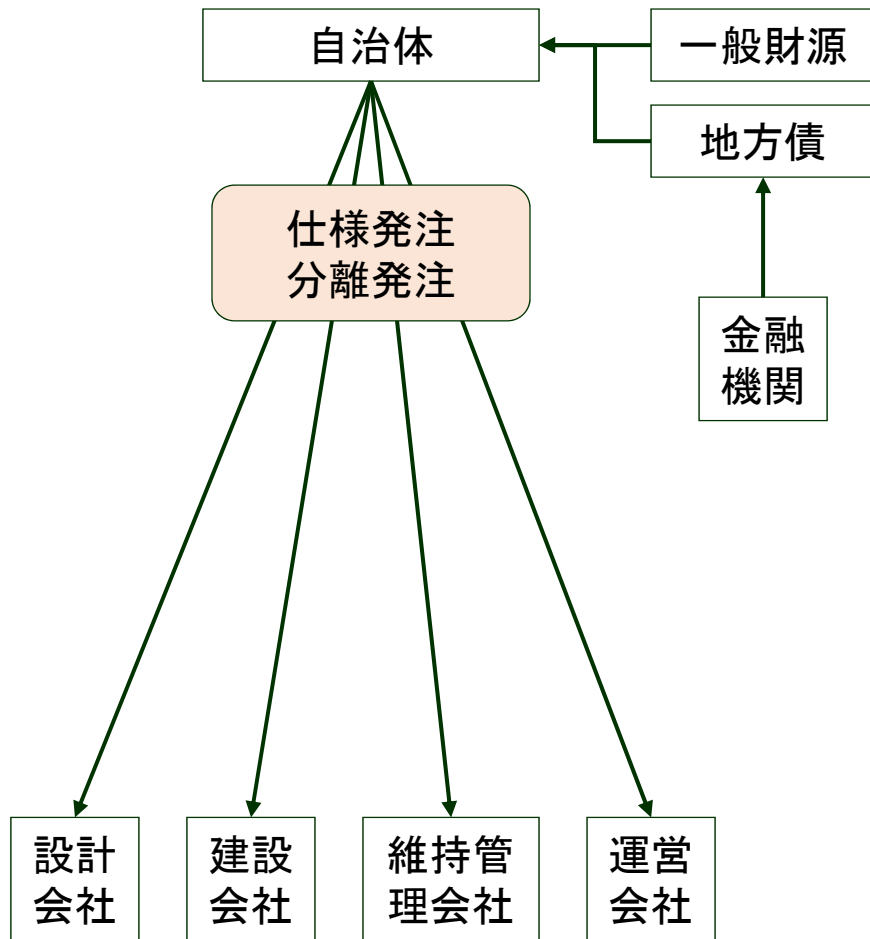 自治体
一般財源
地方債
仕様発注
分離発注
金融
機関
設計
会社
建設
会社
維持管
理会社
運営
会社